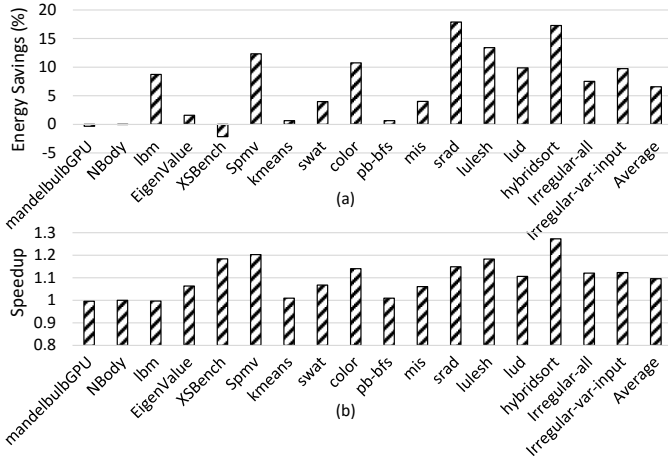 Energy Savings (%)
20
15
10
5
0
-5
mandelbulbGPU
NBody
lbm
EigenValue
XSBench
Spmv
kmeans
swat
color
pb-bfs
mis
srad
lulesh
lud
hybridsort
Irregular-all
Irregular-var-input
Average
(a)
Speedup
1.3
1.2
1.1
1
0.9
0.8
mandelbulbGPU
NBody
lbm
EigenValue
XSBench
Spmv
kmeans
swat
color
pb-bfs
mis
srad
lulesh
lud
hybridsort
Irregular-all
Irregular-var-input
Average
(b)